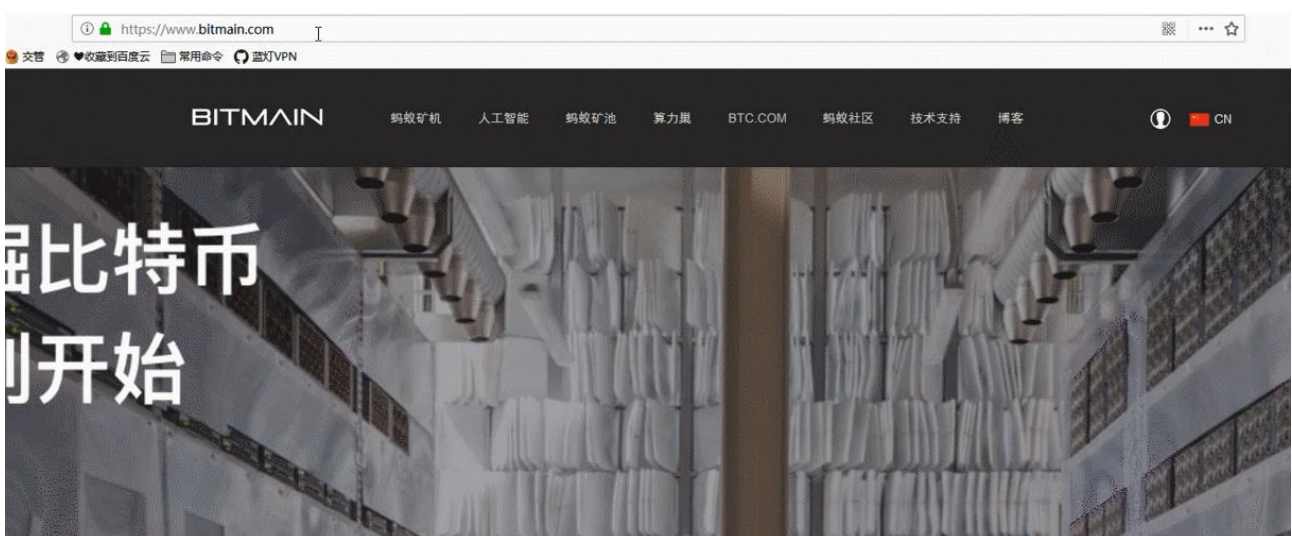 https://www.bitmain.com
交管 ♥收藏到百度云 常用命令 蓝灯VPN
BITMAIN 蚂蚁矿机 人工智能 蚂蚁矿池 算力巢 BTC.COM 蚂蚁社区 技术支持 博客 CN
掘比特币
刻开始